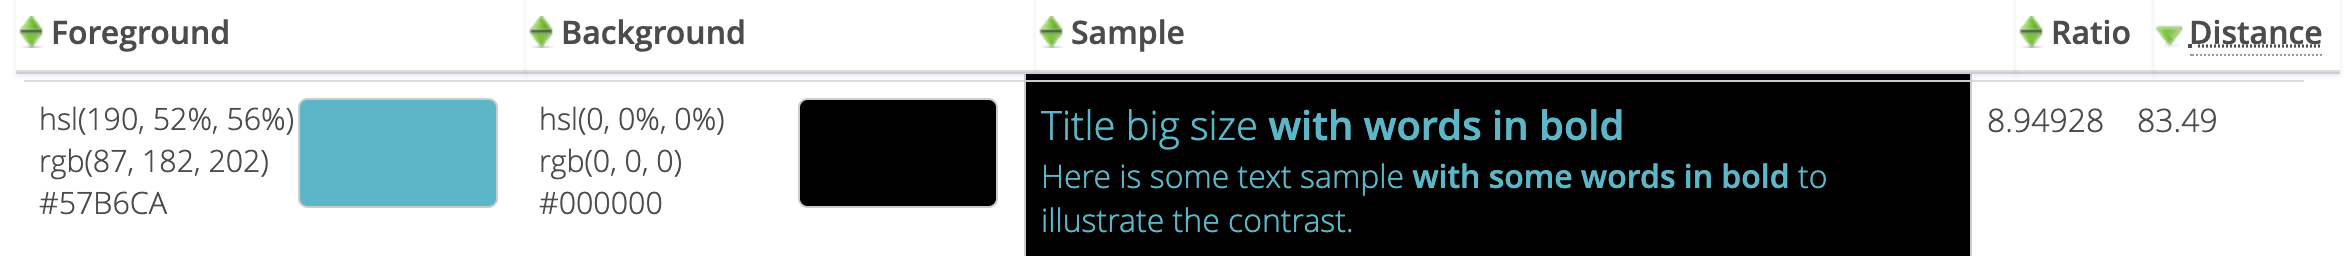 Foreground Background Sample Ratio Distance
hsl(190, 52%, 56%) hsl(0, 0%, 0%) Title big size with words in bold 8.94928 83.49
rgb(87, 182, 202) rgb(0, 0, 0) Here is some text sample with some words in bold to
#57B6CA #000000 illustrate the contrast.